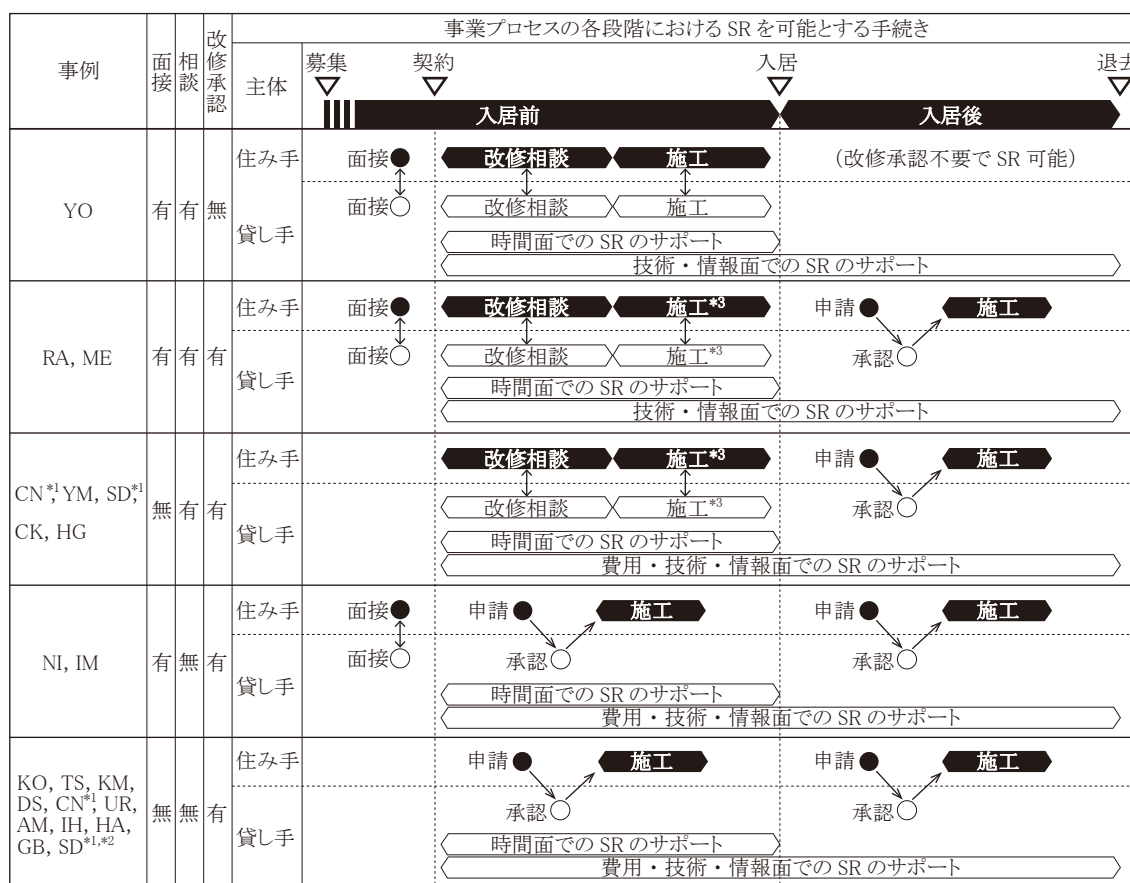 事業プロセスの各段階における SR を可能とする手続き
事例
面接
相談
改修承認
主体
募集
契約
入居
退去
入居前
入居後
YO
有 有 無
住み手
面接
改修相談
施工
(改修承認不要で SR 可能)
貸し手
面接
改修相談
施工
時間面での SR のサポート
技術・情報面での SR のサポート
RA, ME
有 有 有
住み手
面接
改修相談
施工*3
申請
施工
貸し手
面接
改修相談
施工*3
承認
時間面での SR のサポート
技術・情報面での SR のサポート
CN*1, YM, SD*1,
CK, HG
無 有 有
住み手
改修相談
施工*3
申請
施工
貸し手
改修相談
施工*3
承認
時間面での SR のサポート
費用・技術・情報面での SR のサポート
NI, IM
有 無 有
住み手
面接
申請
施工
申請
施工
貸し手
面接
承認
承認
時間面での SR のサポート
費用・技術・情報面での SR のサポート
KO, TS, KM,
DS, CN*1, UR,
AM, IH, HA,
GB, SD*1,*2
無 無 有
住み手
申請
施工
申請
施工
貸し手
承認
承認
時間面での SR のサポート
費用・技術・情報面での SR のサポート